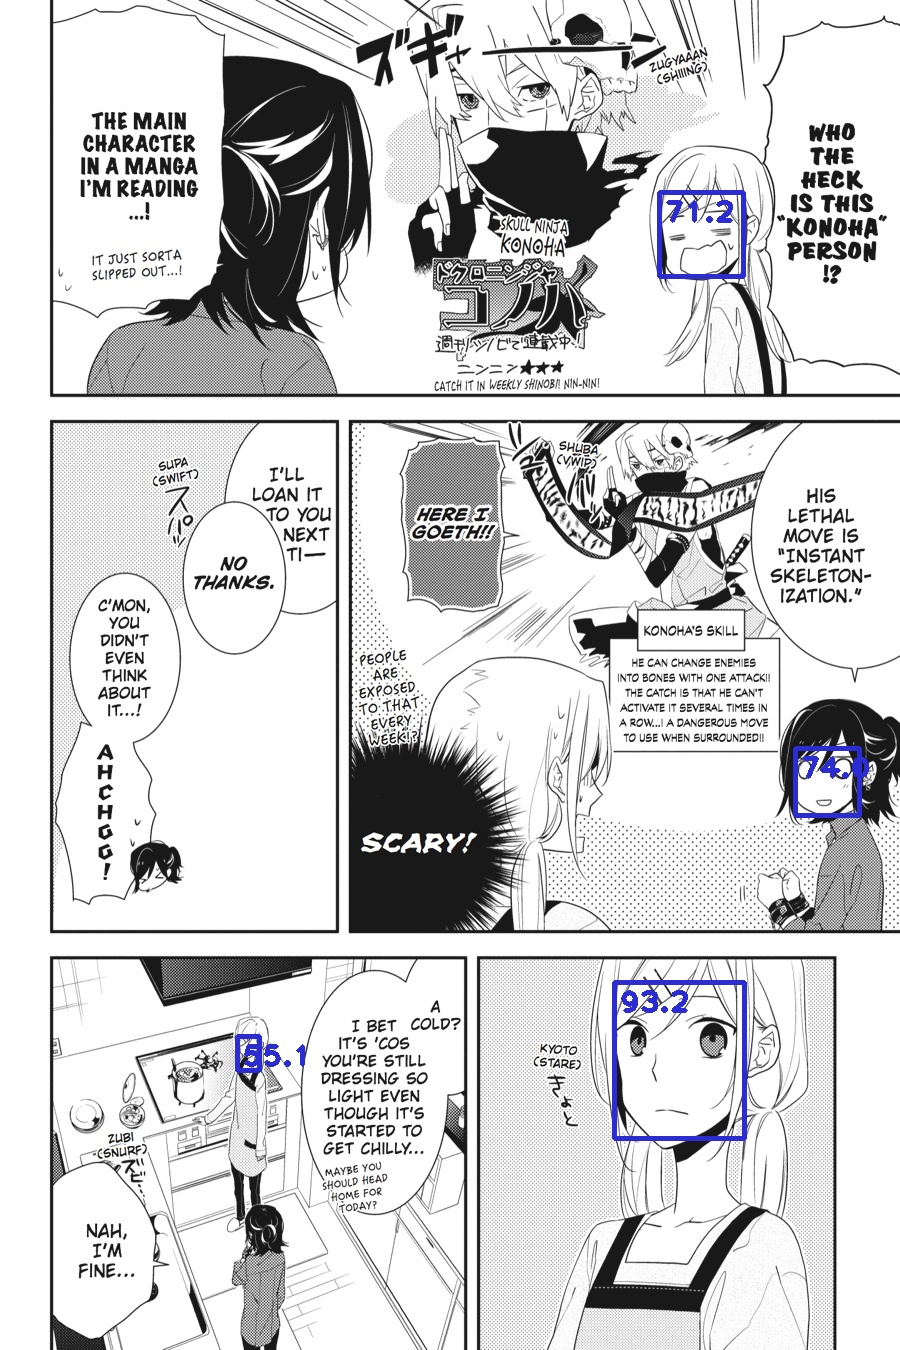 WHO
THE
HECK
IS THIS
"KONOHA"
PERSON
!?
ズギャーン
ZUGYAAAN
(SHIIING)
SKULL NINJA
KONOHA
ドクロニンジャ
コノハ
週刊シノビで連載中!
ニンニン★★★
CATCH IT IN WEEKLY SHINOBI! NIN-NIN!
71.2
THE MAIN
CHARACTER
IN A MANGA
I'M READING
...!
IT JUST SORTA
SLIPPED OUT...!
HIS
LETHAL
MOVE IS
"INSTANT
SKELETON-
IZATION."
SHUBA
(VWIP)
HERE I
GOETH!!
KONOHA'S SKILL
HE CAN CHANGE ENEMIES
INTO BONES WITH ONE ATTACK!!
THE CATCH IS THAT HE CAN'T
ACTIVATE IT SEVERAL TIMES IN
A ROW...! A DANGEROUS MOVE
TO USE WHEN SURROUNDED!!
PEOPLE
ARE
EXPOSED
TO THAT
EVERY
WEEK!?
SCARY!
74.0
I'LL
LOAN IT
TO YOU
NEXT
TI—
NO
THANKS.
SUPA
(SWIFT)
スパ
C'MON,
YOU
DIDN'T
EVEN
THINK
ABOUT
IT...!
AHCHOO!
93.2
KYOTO
(STARE)
きょと
A
COLD?
I BET
IT'S 'COS
YOU'RE STILL
DRESSING SO
LIGHT EVEN
THOUGH IT'S
STARTED TO
GET CHILLY...
MAYBE YOU
SHOULD HEAD
HOME FOR
TODAY?
55.1
ZUBI
(SNURF)
ズビ
NAH,
I'M
FINE...